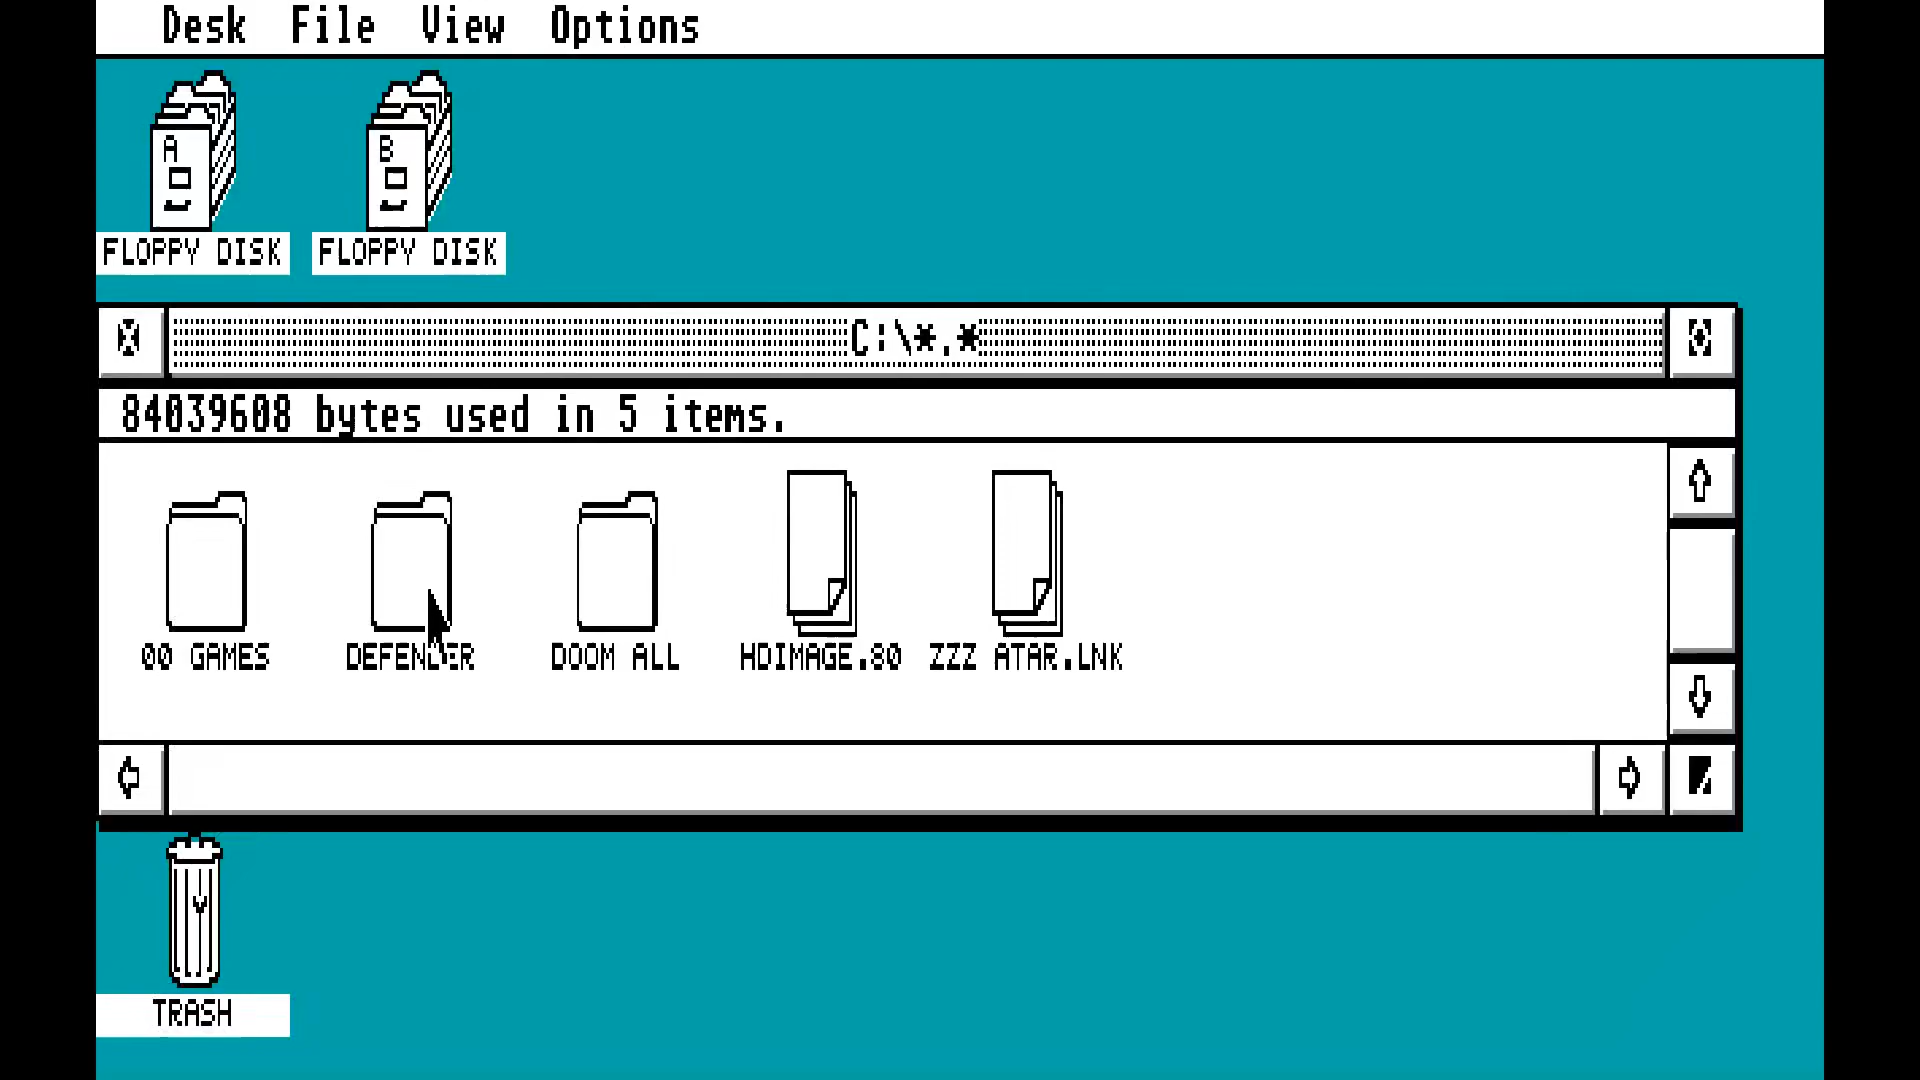 Desk File View Options
A B
FLOPPY DISK FLOPPY DISK
C:\*.*
84039608 bytes used in 5 items.
00 GAMES DEFENDER DOOM ALL HDIMAGE.80 ZZZ ATAR.LNK
TRASH